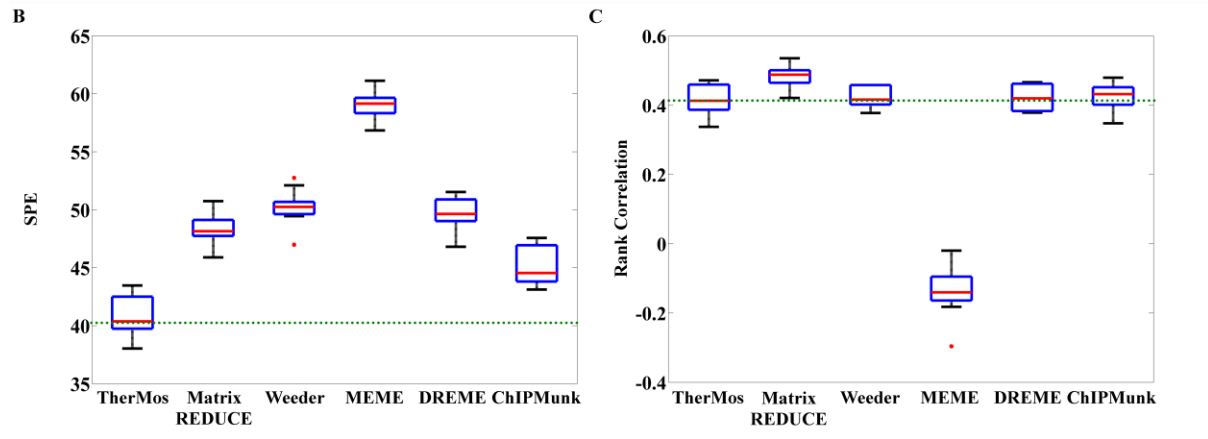 B
C
65
60
55
50
45
40
35
SPE
TherMos
Matrix
REDUCE
Weeder
MEME
DREME
ChIPMunk
0.6
0.4
0.2
0
-0.2
-0.4
Rank Correlation
TherMos
Matrix
REDUCE
Weeder
MEME
DREME
ChIPMunk